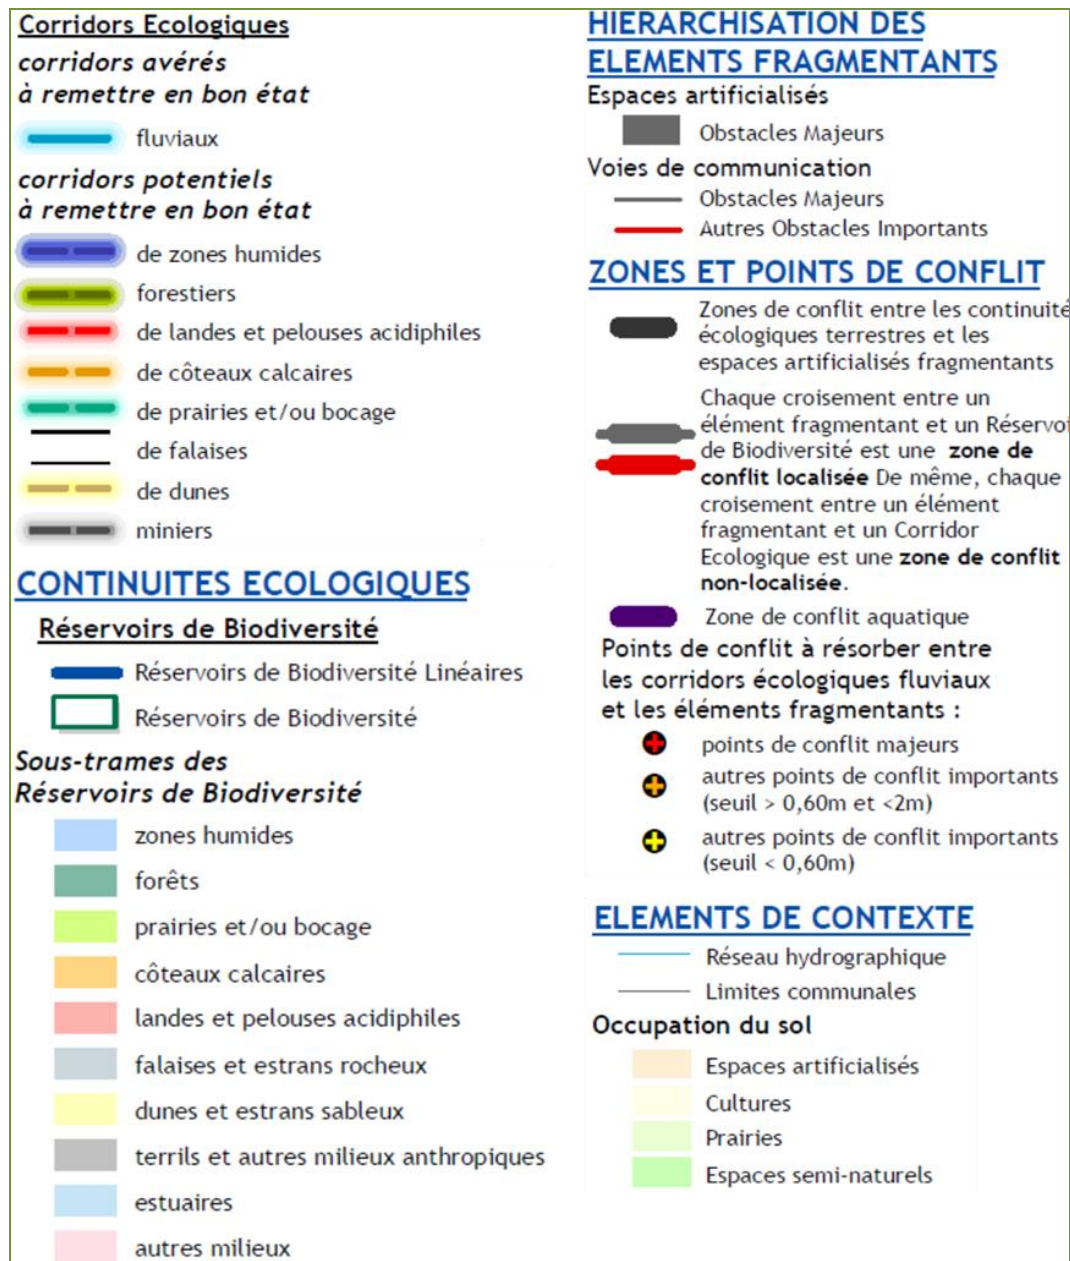 Corridors Ecologiques
corridors avérés
à remettre en bon état
fluviaux
corridors potentiels
à remettre en bon état
de zones humides
forestiers
de landes et pelouses acidiphiles
de côteaux calcaires
de prairies et/ou bocage
de falaises
de dunes
miniers
CONTINUITES ECOLOGIQUES
Réservoirs de Biodiversité
Réservoirs de Biodiversité Linéaires
Réservoirs de Biodiversité
Sous-trames des
Réservoirs de Biodiversité
zones humides
forêts
prairies et/ou bocage
côteaux calcaires
landes et pelouses acidiphiles
falaises et estrans rocheux
dunes et estrans sableux
terrils et autres milieux anthropiques
estuaires
autres milieux
HIERARCHISATION DES
ELEMENTS FRAGMENTANTS
Espaces artificialisés
Obstacles Majeurs
Voies de communication
Obstacles Majeurs
Autres Obstacles Importants
ZONES ET POINTS DE CONFLIT
Zones de conflit entre les continuité
écologiques terrestres et les
espaces artificialisés fragmentants
Chaque croisement entre un
élément fragmentant et un Réservoi
de Biodiversité est une zone de
conflit localisée De même, chaque
croisement entre un élément
fragmentant et un Corridor
Ecologique est une zone de conflit
non-localisée.
Zone de conflit aquatique
Points de conflit à résorber entre
les corridors écologiques fluviaux
et les éléments fragmentants :
points de conflit majeurs
autres points de conflit importants
(seuil > 0,60m et <2m)
autres points de conflit importants
(seuil < 0,60m)
ELEMENTS DE CONTEXTE
Réseau hydrographique
Limites communales
Occupation du sol
Espaces artificialisés
Cultures
Prairies
Espaces semi-naturels